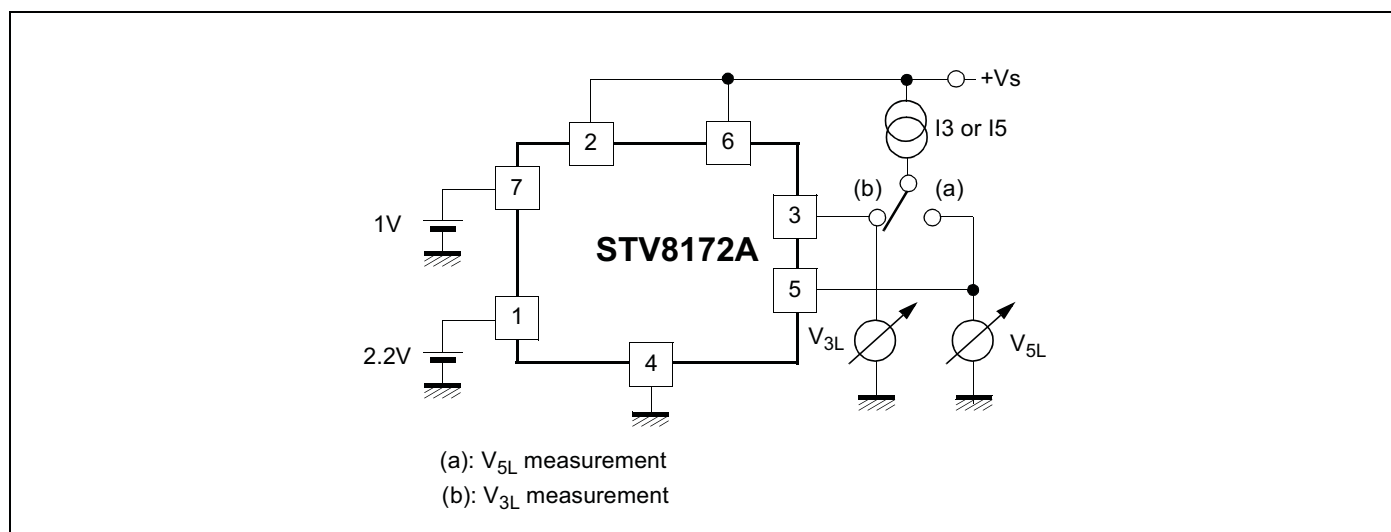 +Vs
I3 or I5
2
6
7
(b)
(a)
3
1V
STV8172A
5
1
V3L
V5L
2.2V
4
(a): V5L measurement
(b): V3L measurement